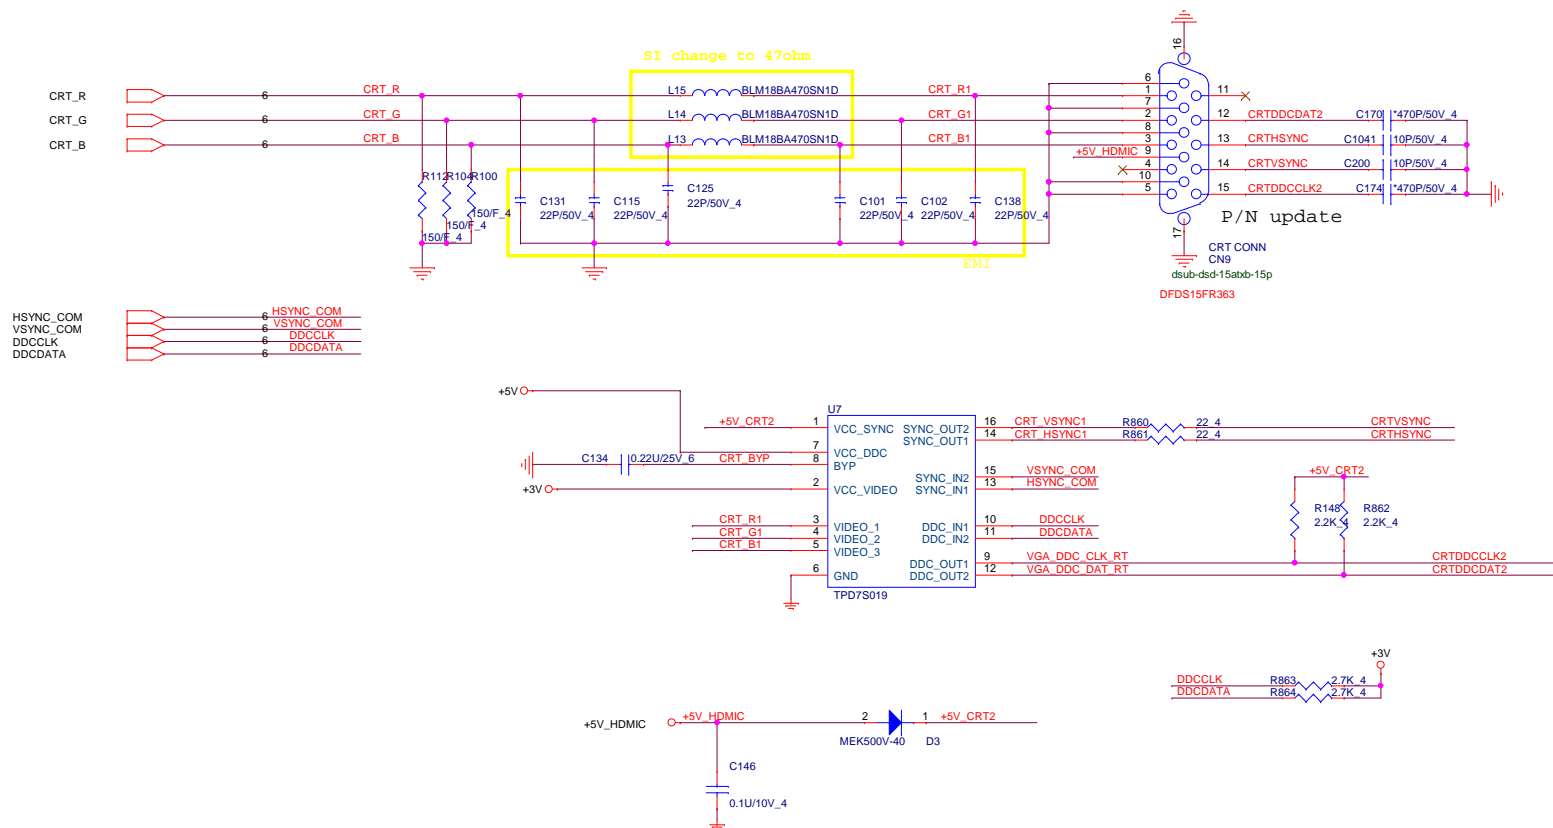 SI change to 47ohm
16
CRT_R 6 CRT_R L15 BLM18BA470SN1D CRT_R1
CRT_G 6 CRT_G L14 BLM18BA470SN1D CRT_G1
CRT_B 6 CRT_B L13 BLM18BA470SN1D CRT_B1
6
1 11
7
2 12 CRTDDCDAT2 C170 *470P/50V_4
8
3 13 CRTHSYNC C1041 10P/50V_4
+5V_HDMIC 9
4 14 CRTVSYNC C200 10P/50V_4
10
5 15 CRTDDCCLK2 C174 *470P/50V_4
17
P/N update
CRT CONN
CN9
dsub-dsd-15atxb-15p
DFDS15FR363
R112 R104 R100
150/F_4
150/F_4
150/F_4
C131
22P/50V_4
C115
22P/50V_4
C125
22P/50V_4
C101
22P/50V_4
C102
22P/50V_4
C138
22P/50V_4
EMI
HSYNC_COM 6 HSYNC_COM
VSYNC_COM 6 VSYNC_COM
DDCCLK 6 DDCCLK
DDCDATA 6 DDCDATA
+5V
U7
+5V_CRT2 1 VCC_SYNC SYNC_OUT2 16 CRT_VSYNC1 R860 22_4 CRTVSYNC
SYNC_OUT1 14 CRT_HSYNC1 R861 22_4 CRTHSYNC
7 VCC_DDC
C134 0.22U/25V_6 CRT_BYP 8 BYP
SYNC_IN2 15 VSYNC_COM
+3V 2 VCC_VIDEO SYNC_IN1 13 HSYNC_COM
+5V_CRT2
R148
2.2K_4
R862
2.2K_4
CRT_R1 3 VIDEO_1 DDC_IN1 10 DDCCLK
CRT_G1 4 VIDEO_2 DDC_IN2 11 DDCDATA
CRT_B1 5 VIDEO_3
DDC_OUT1 9 VGA_DDC_CLK_RT CRTDDCCLK2
6 GND DDC_OUT2 12 VGA_DDC_DAT_RT CRTDDCDAT2
TPD7S019
+3V
DDCCLK R863 2.7K_4
DDCDATA R864 2.7K_4
+5V_HDMIC +5V_HDMIC 2 1 +5V_CRT2
MEK500V-40 D3
C146
0.1U/10V_4